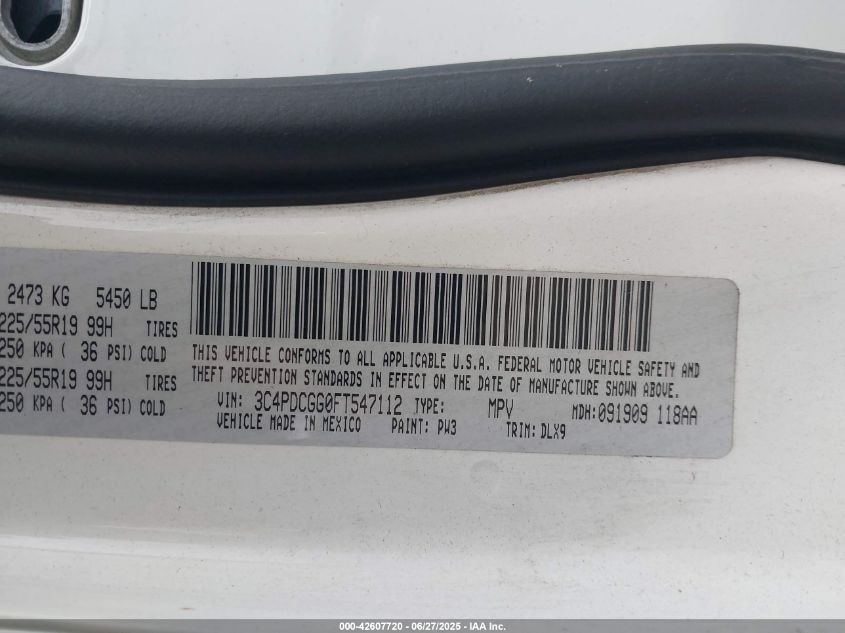 2473 KG 5450 LB
225/55R19 99H TIRES
250 KPA ( 36 PSI) COLD
225/55R19 99H TIRES
250 KPA ( 36 PSI) COLD
THIS VEHICLE CONFORMS TO ALL APPLICABLE U.S.A. FEDERAL MOTOR VEHICLE SAFETY AND
THEFT PREVENTION STANDARDS IN EFFECT ON THE DATE OF MANUFACTURE SHOWN ABOVE.
VIN: 3C4PDCGG0FT547112 TYPE: MPV MDH: 091909 118AA
VEHICLE MADE IN MEXICO PAINT: PW3 TRIM: DLX9
000-42607720 - 06/27/2025 - IAA Inc.